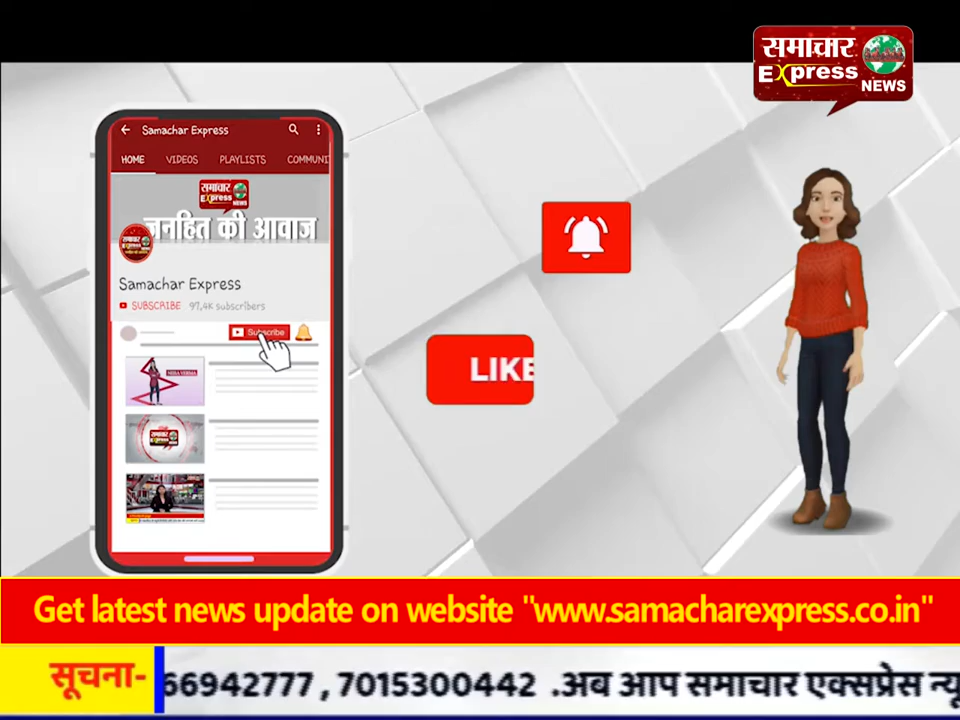 समाचार
Express
NEWS
Samachar Express
HOME VIDEOS PLAYLISTS COMMUNI
समाचार
Express
NEWS
जनहित की आवाज
Samachar Express
SUBSCRIBE 97.4K subscribers
Subscribe
LIKE
Get latest news update on website "www.samacharexpress.co.in"
सूचना- 66942777 , 7015300442 .अब आप समाचार एक्सप्रेस न्यू